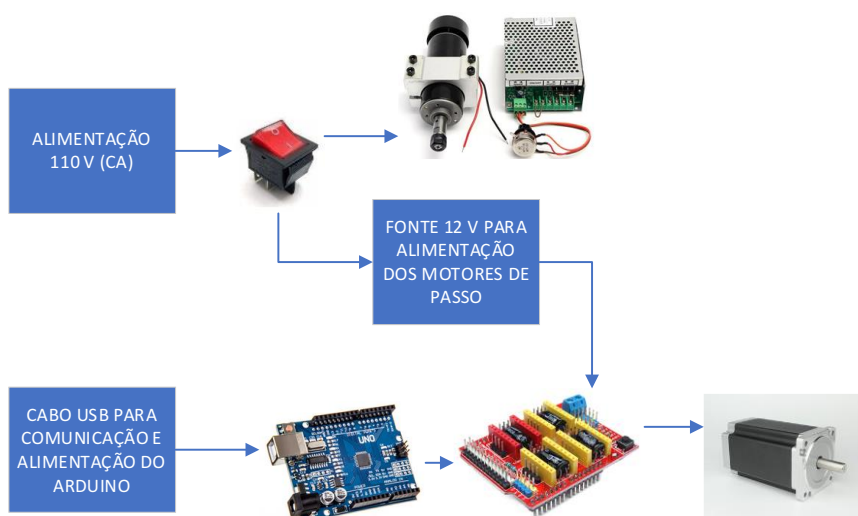 ALIMENTAÇÃO
110 V (CA)
FONTE 12 V PARA
ALIMENTAÇÃO
DOS MOTORES DE
PASSO
CABO USB PARA
COMUNICAÇÃO E
ALIMENTAÇÃO DO
ARDUINO
UNO